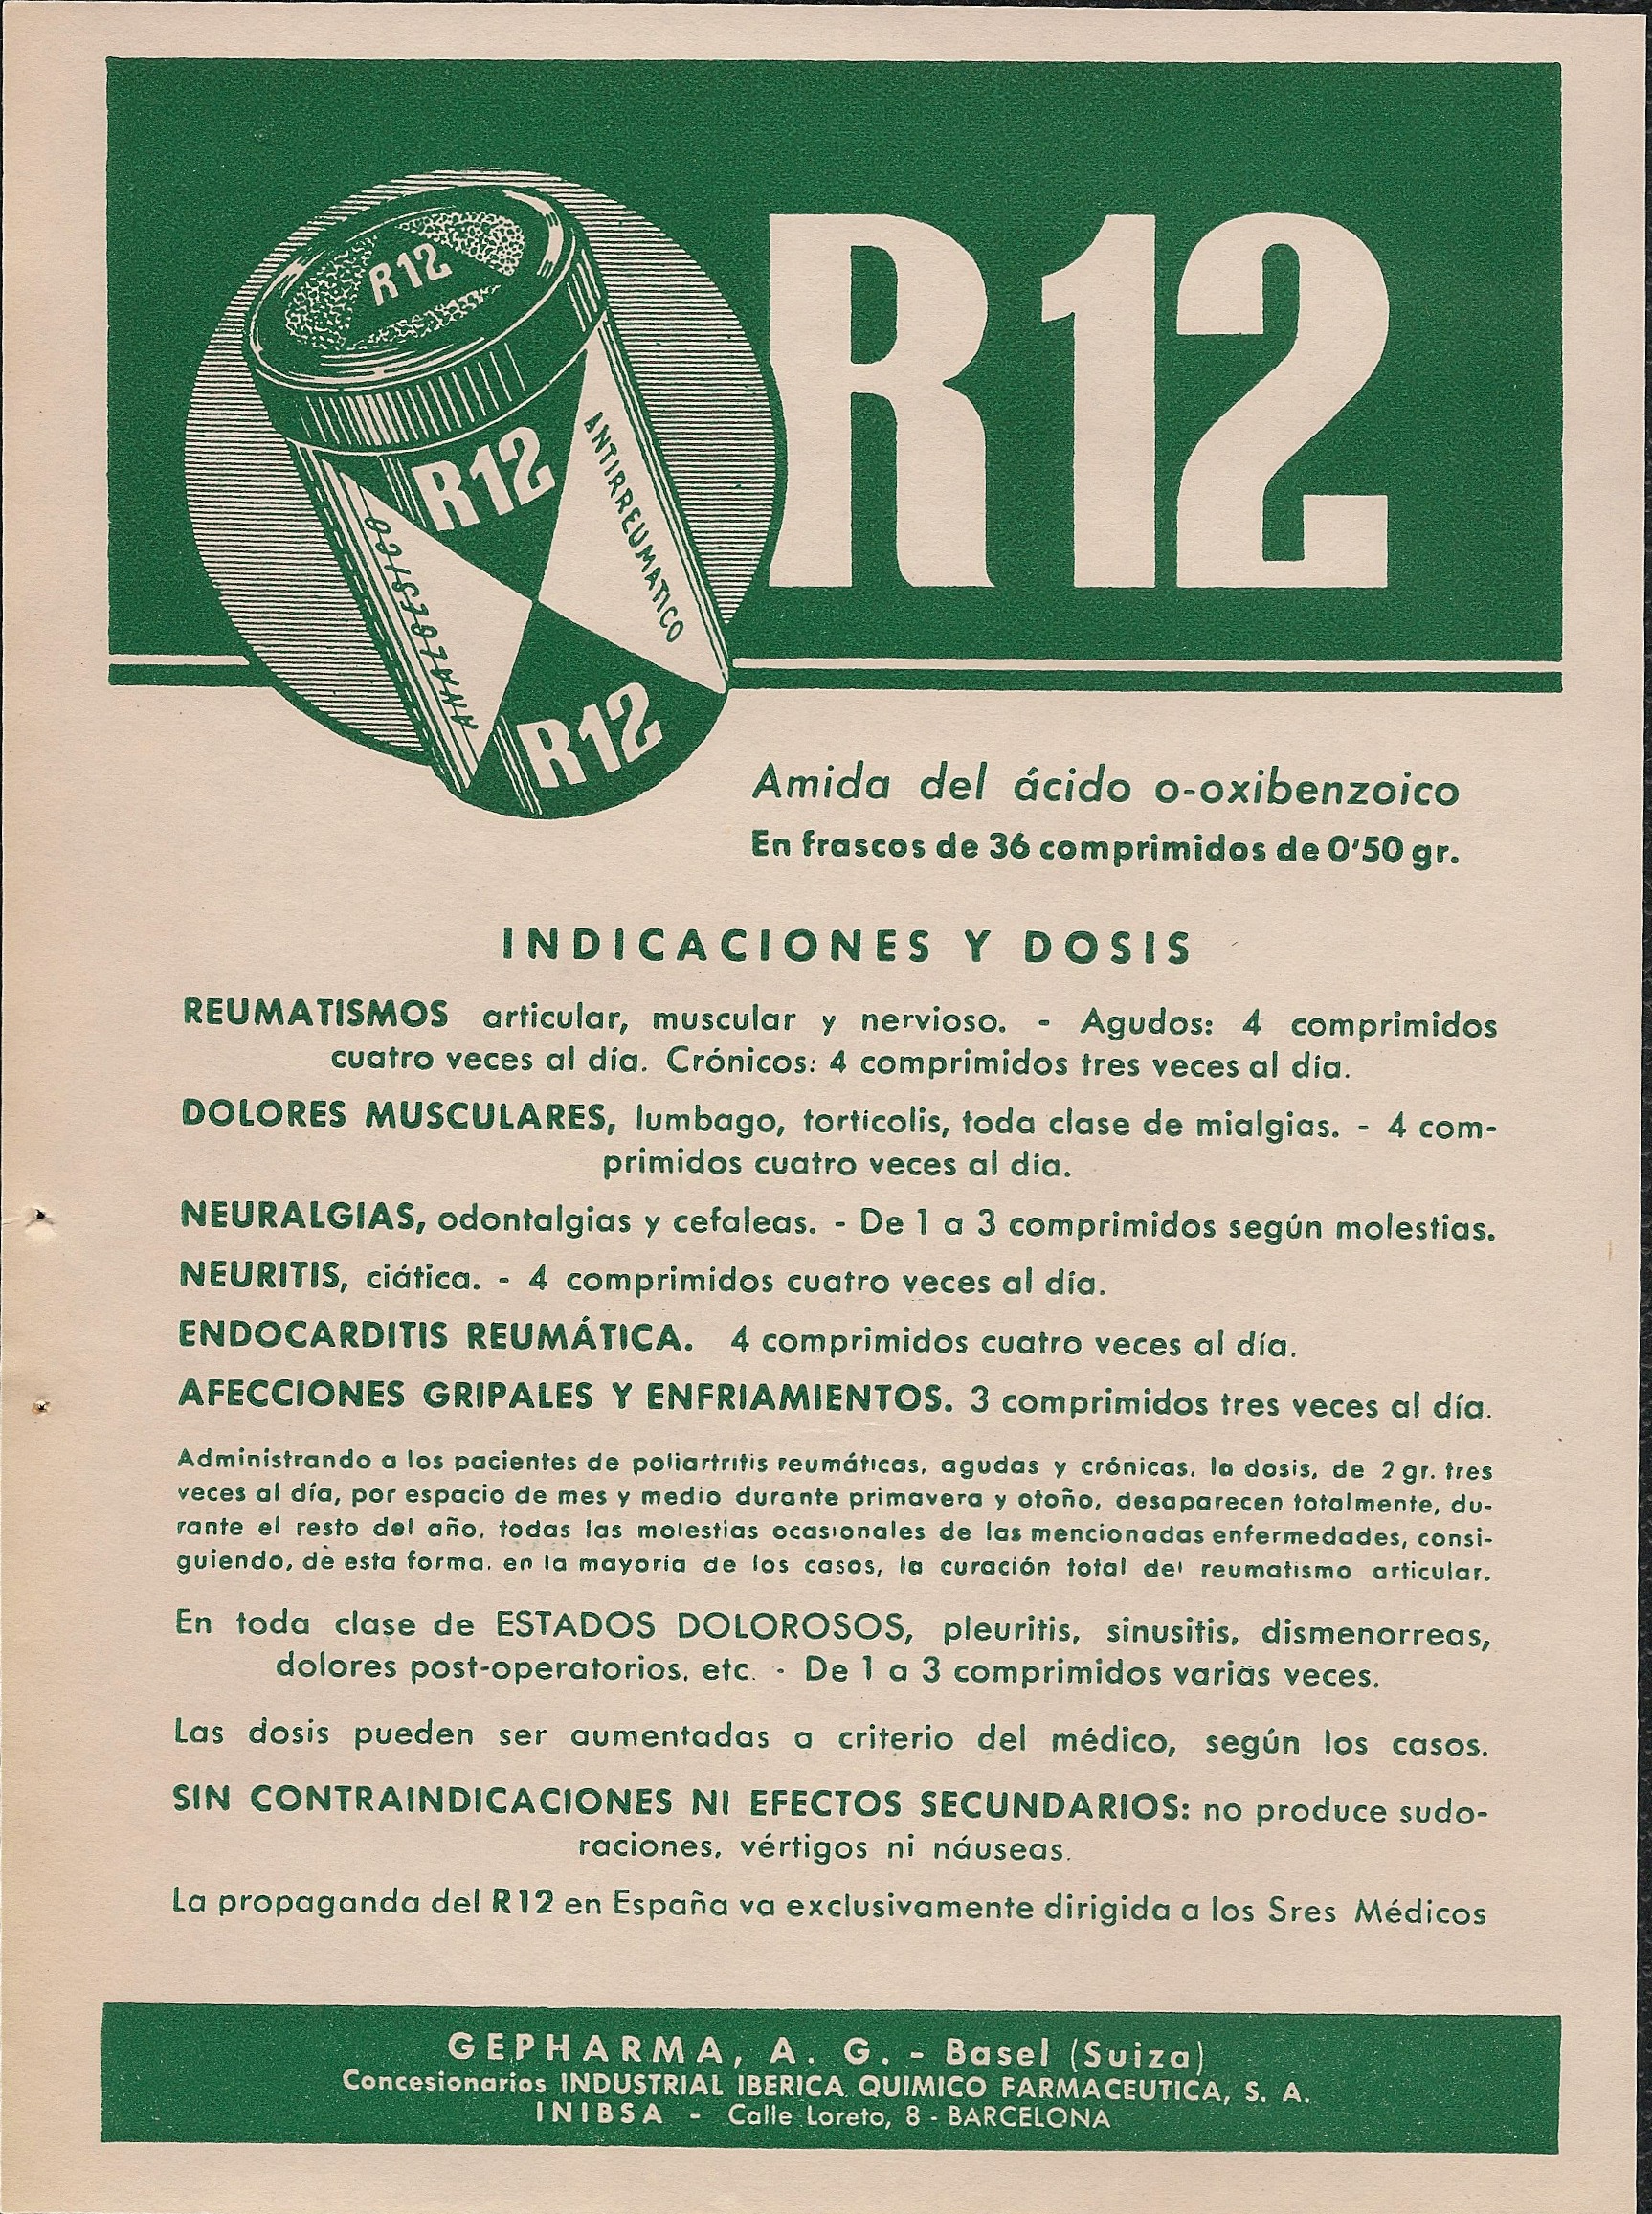 R12
R12
ANTIRREUMATICO
ANALGESICO
R12
R12
Amida del ácido o-oxibenzoico
En frascos de 36 comprimidos de 0'50 gr.
INDICACIONES Y DOSIS
REUMATISMOS articular, muscular y nervioso. - Agudos: 4 comprimidos
cuatro veces al día. Crónicos: 4 comprimidos tres veces al día.
DOLORES MUSCULARES, lumbago, torticolis, toda clase de mialgias. - 4 com-
primidos cuatro veces al día.
NEURALGIAS, odontalgias y cefaleas. - De 1 a 3 comprimidos según molestias.
NEURITIS, ciática. - 4 comprimidos cuatro veces al día.
ENDOCARDITIS REUMÁTICA. 4 comprimidos cuatro veces al día.
AFECCIONES GRIPALES Y ENFRIAMIENTOS. 3 comprimidos tres veces al día.
Administrando a los pacientes de poliartritis reumáticas, agudas y crónicas, la dosis, de 2 gr. tres
veces al día, por espacio de mes y medio durante primavera y otoño, desaparecen totalmente, du-
rante el resto del año, todas las molestias ocasionales de las mencionadas enfermedades, consi-
guiendo, de esta forma, en la mayoría de los casos, la curación total del reumatismo articular.
En toda clase de ESTADOS DOLOROSOS, pleuritis, sinusitis, dismenorreas,
dolores post-operatorios, etc. - De 1 a 3 comprimidos varias veces.
Las dosis pueden ser aumentadas a criterio del médico, según los casos.
SIN CONTRAINDICACIONES NI EFECTOS SECUNDARIOS: no produce sudo-
raciones, vértigos ni náuseas.
La propaganda del R12 en España va exclusivamente dirigida a los Sres Médicos
GEPHARMA, A. G. - Basel (Suiza)
Concesionarios INDUSTRIAL IBERICA QUIMICO FARMACEUTICA, S. A.
INIBSA - Calle Loreto, 8 - BARCELONA